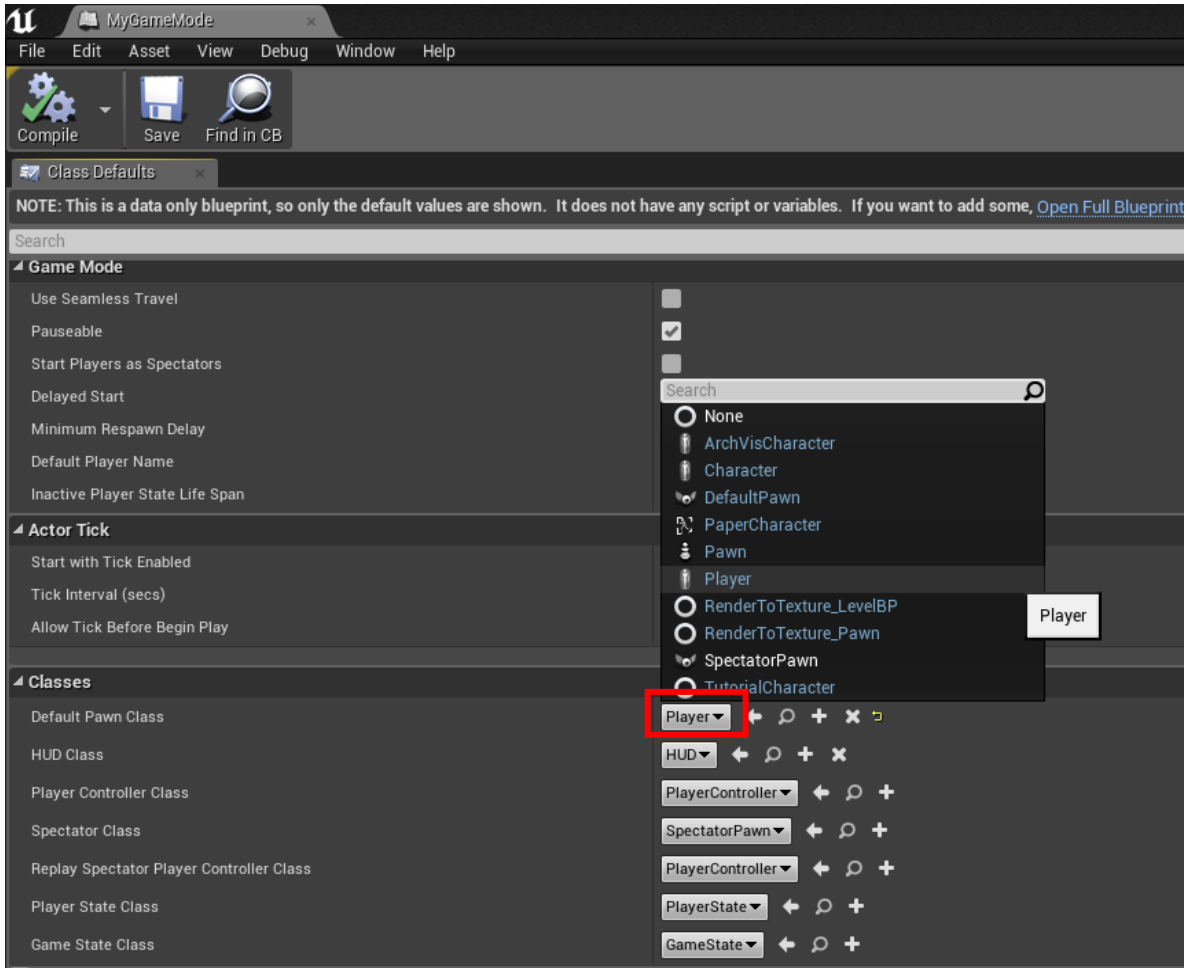 MyGameMode
File Edit Asset View Debug Window Help
Compile Save Find in CB
Class Defaults
NOTE: This is a data only blueprint, so only the default values are shown. It does not have any script or variables. If you want to add some, Open Full Blueprint
Search
Game Mode
Use Seamless Travel
Pauseable
Start Players as Spectators
Delayed Start
Minimum Respawn Delay
Default Player Name
Inactive Player State Life Span
Search
None
ArchVisCharacter
Character
DefaultPawn
PaperCharacter
Pawn
Player
RenderToTexture_LevelBP
RenderToTexture_Pawn
SpectatorPawn
TutorialCharacter
Player
Actor Tick
Start with Tick Enabled
Tick Interval (secs)
Allow Tick Before Begin Play
Classes
Default Pawn Class Player
HUD Class HUD
Player Controller Class PlayerController
Spectator Class SpectatorPawn
Replay Spectator Player Controller Class PlayerController
Player State Class PlayerState
Game State Class GameState